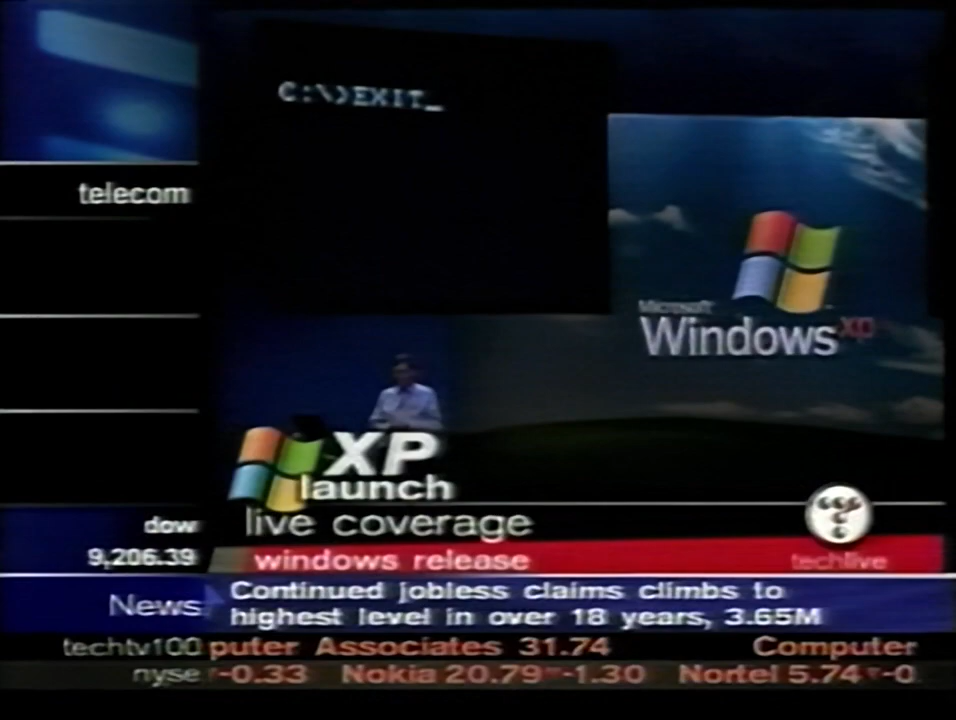 C:\>EXIT_
telecom
Microsoft
Windows xp
XP
launch
live coverage
dow
9,206.39
windows release
techlive
News
Continued jobless claims climbs to
highest level in over 18 years, 3.65M
techtv100 puter Associates 31.74 Computer
nyse -0.33 Nokia 20.79 -1.30 Nortel 5.74 -0